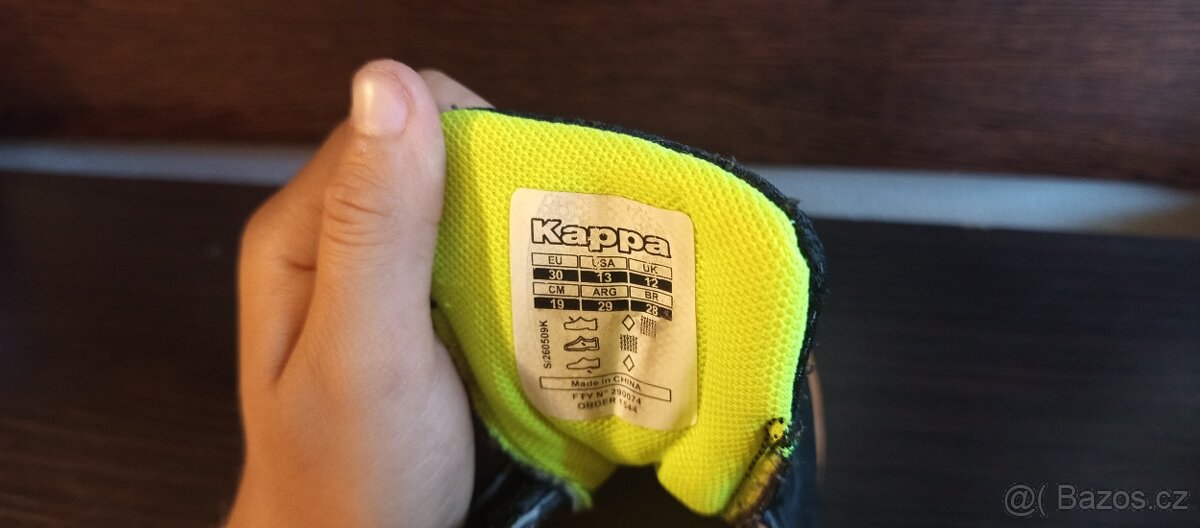 Kappa
EU USA UK
30 13 12
CM ARG BR
19 29 28
S/260509K
Made in CHINA
FTY N° 290074
ORDER 1544
@( Bazos.cz